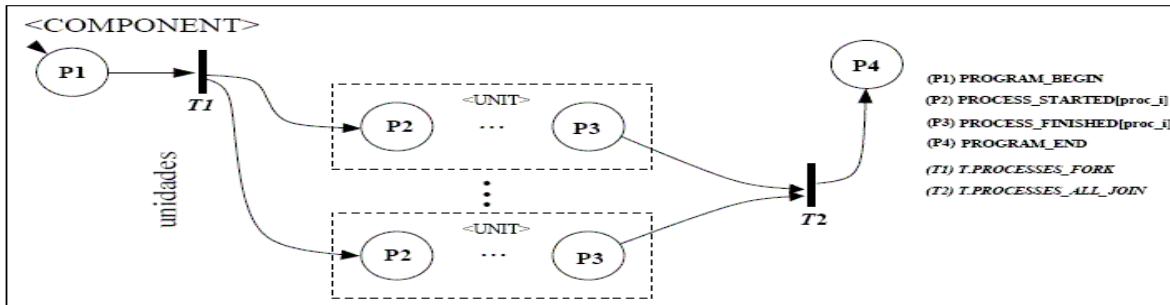 <COMPONENT>
P1
T1
unidades
<UNIT>
P2
...
P3
<UNIT>
P2
...
P3
T2
P4
(P1) PROGRAM_BEGIN
(P2) PROCESS_STARTED[proc_i]
(P3) PROCESS_FINISHED[proc_i]
(P4) PROGRAM_END
(T1) T.PROCESSES_FORK
(T2) T.PROCESSES_ALL_JOIN